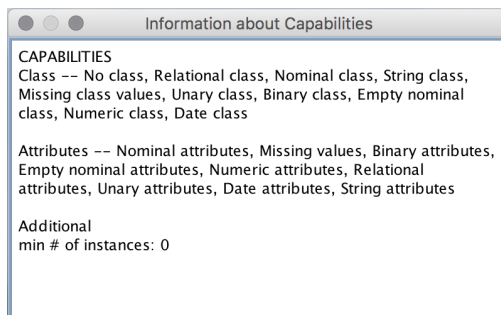 Information about Capabilities
CAPABILITIES
Class -- No class, Relational class, Nominal class, String class,
Missing class values, Unary class, Binary class, Empty nominal
class, Numeric class, Date class
Attributes -- Nominal attributes, Missing values, Binary attributes,
Empty nominal attributes, Numeric attributes, Relational
attributes, Unary attributes, Date attributes, String attributes
Additional
min # of instances: 0